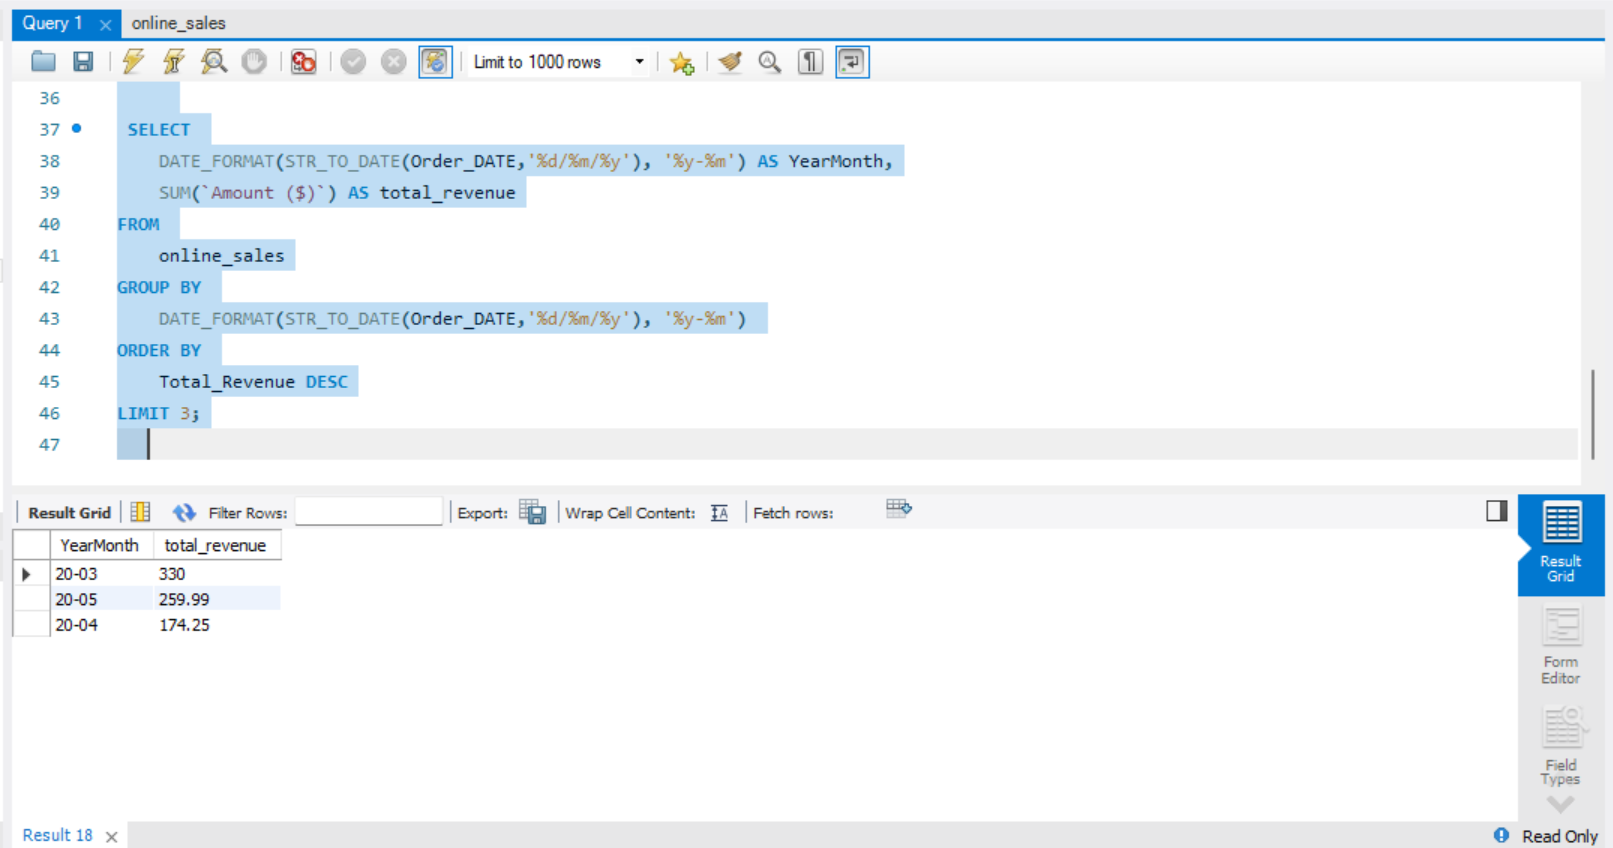 Query 1 online_sales
Limit to 1000 rows
36
37 SELECT
38 DATE_FORMAT(STR_TO_DATE(Order_DATE,'%d/%m/%y'), '%y-%m') AS YearMonth,
39 SUM(`Amount ($)`) AS total_revenue
40 FROM
41 online_sales
42 GROUP BY
43 DATE_FORMAT(STR_TO_DATE(Order_DATE,'%d/%m/%y'), '%y-%m')
44 ORDER BY
45 Total_Revenue DESC
46 LIMIT 3;
47
Result Grid Filter Rows: Export: Wrap Cell Content: Fetch rows:
YearMonth total_revenue
20-03 330
20-05 259.99
20-04 174.25
Result
Grid
Form
Editor
Field
Types
Result 18 Read Only